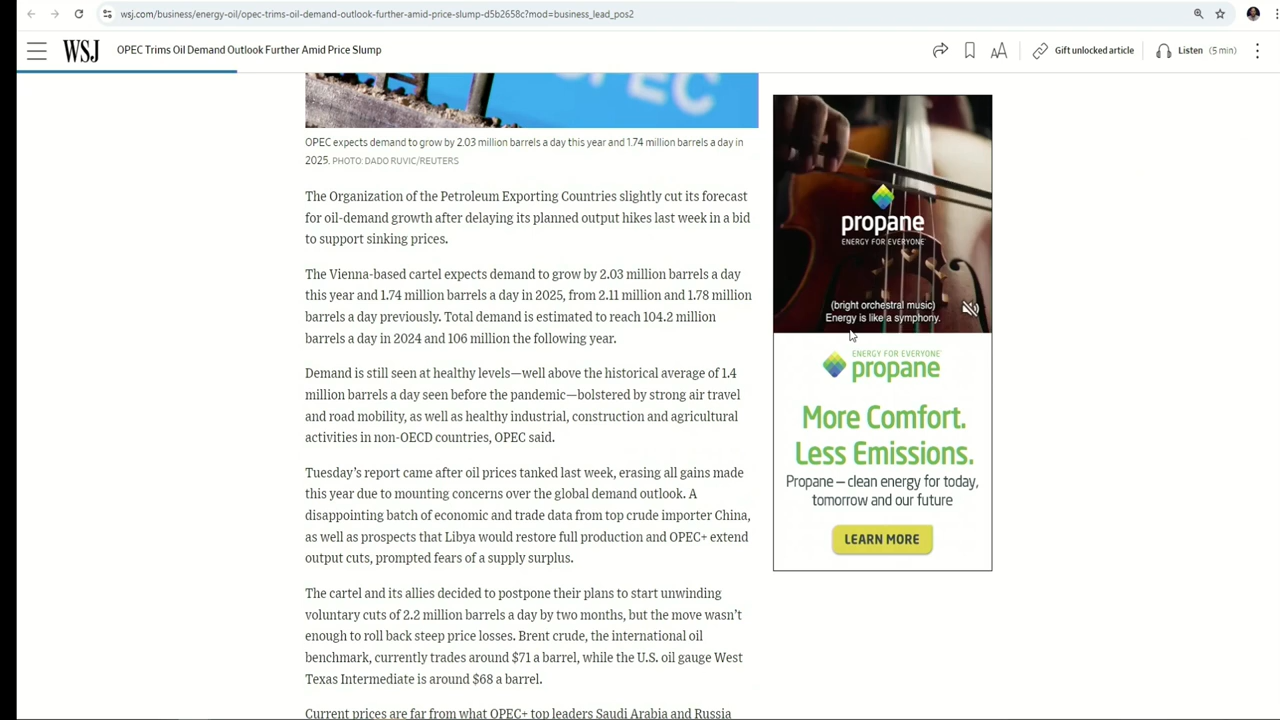 wsj.com/business/energy-oil/opec-trims-oil-demand-outlook-further-amid-price-slump-d5b2658c?mod=business_lead_pos2
WSJ
OPEC Trims Oil Demand Outlook Further Amid Price Slump
AA
Gift unlocked article
Listen (5 min)
OPEC
OPEC expects demand to grow by 2.03 million barrels a day this year and 1.74 million barrels a day in
2025. PHOTO: DADO RUVIC/REUTERS
The Organization of the Petroleum Exporting Countries slightly cut its forecast
for oil-demand growth after delaying its planned output hikes last week in a bid
to support sinking prices.
The Vienna-based cartel expects demand to grow by 2.03 million barrels a day
this year and 1.74 million barrels a day in 2025, from 2.11 million and 1.78 million
barrels a day previously. Total demand is estimated to reach 104.2 million
barrels a day in 2024 and 106 million the following year.
Demand is still seen at healthy levels—well above the historical average of 1.4
million barrels a day seen before the pandemic—bolstered by strong air travel
and road mobility, as well as healthy industrial, construction and agricultural
activities in non-OECD countries, OPEC said.
Tuesday's report came after oil prices tanked last week, erasing all gains made
this year due to mounting concerns over the global demand outlook. A
disappointing batch of economic and trade data from top crude importer China,
as well as prospects that Libya would restore full production and OPEC+ extend
output cuts, prompted fears of a supply surplus.
The cartel and its allies decided to postpone their plans to start unwinding
voluntary cuts of 2.2 million barrels a day by two months, but the move wasn't
enough to roll back steep price losses. Brent crude, the international oil
benchmark, currently trades around $71 a barrel, while the U.S. oil gauge West
Texas Intermediate is around $68 a barrel.
Current prices are far from what OPEC+ top leaders Saudi Arabia and Russia
propane
ENERGY FOR EVERYONE
(bright orchestral music)
Energy is like a symphony.
ENERGY FOR EVERYONE
propane
More Comfort.
Less Emissions.
Propane – clean energy for today,
tomorrow and our future
LEARN MORE